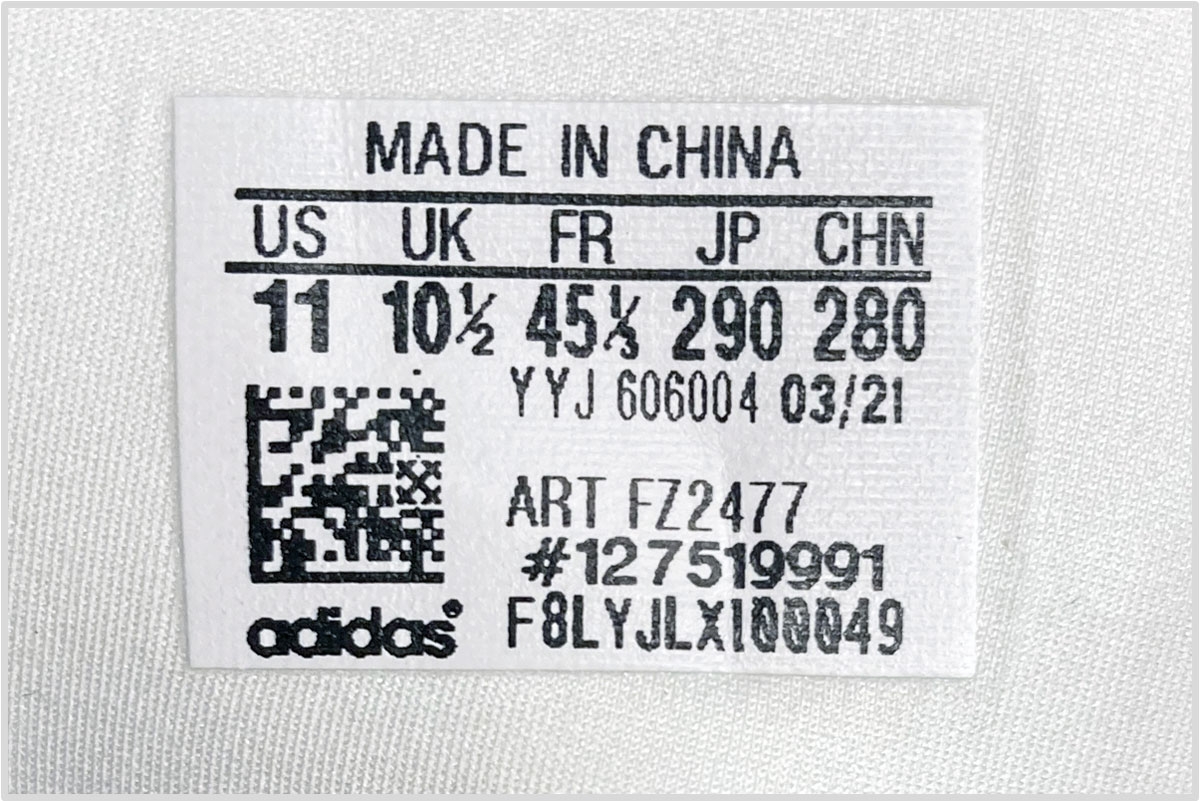 MADE IN CHINA
US UK FR JP CHN
11 10½ 45⅓ 290 280
YYJ 606004 03/21
ART FZ2477
#127519991
F8LYJLX100049
adidas®